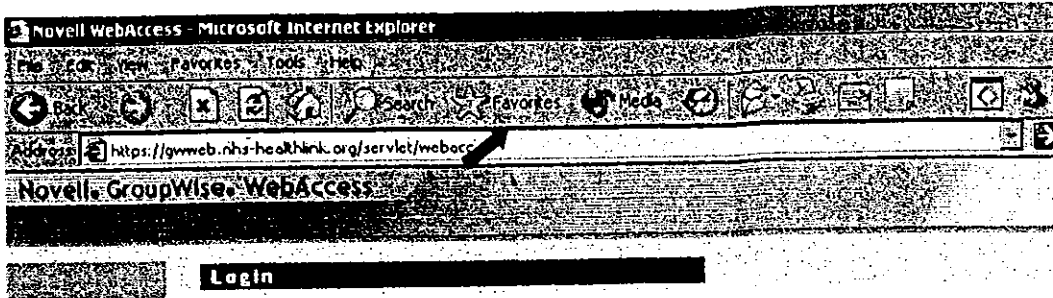 Novell WebAccess - Microsoft Internet Explorer
File Edit View Favorites Tools Help
Back Search Favorites Media
Address https://gwweb.nhs-healthlink.org/servlet/webacc
Novell® GroupWise® WebAccess
Login